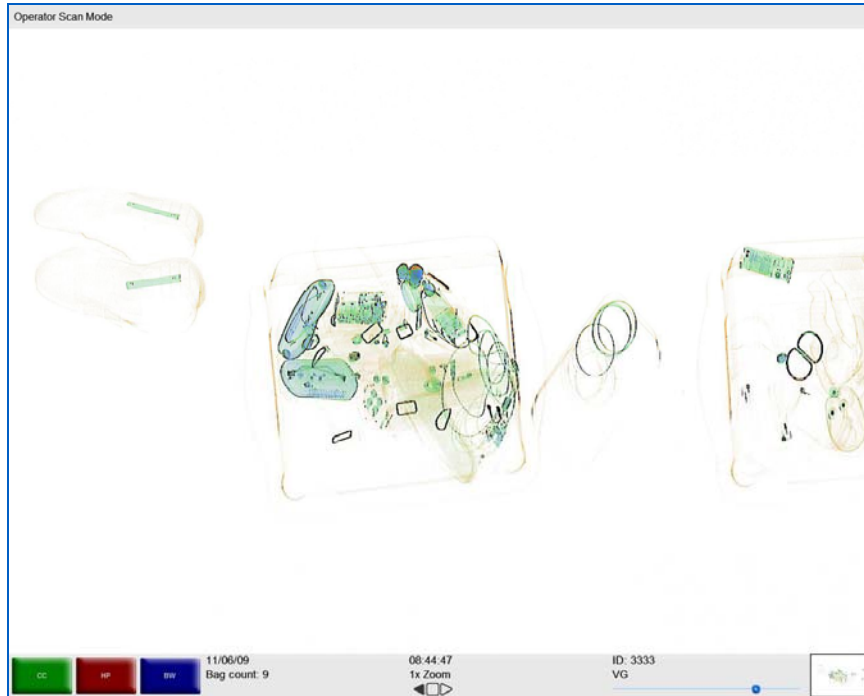 Operator Scan Mode
CC HP BW
11/06/09 08:44:47 ID: 3333
Bag count: 9 1x Zoom VG